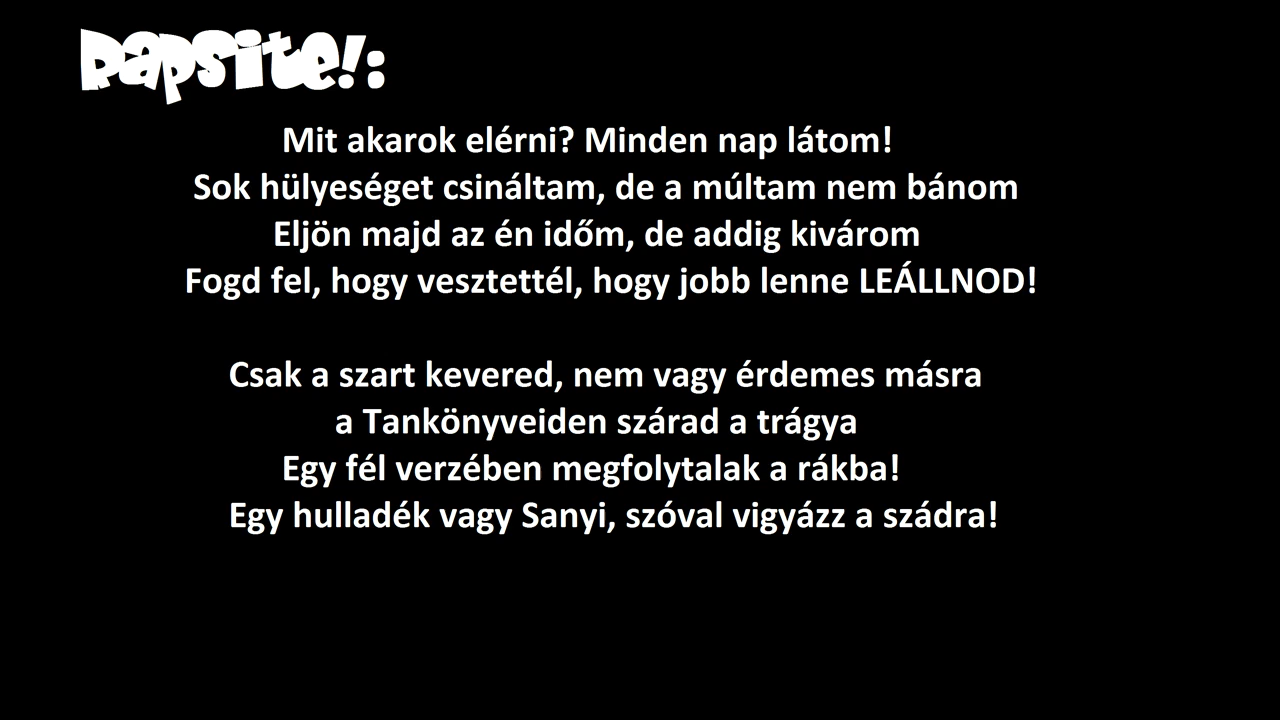 Rapsite!:
Mit akarok elérni? Minden nap látom!
Sok hülyeséget csináltam, de a múltam nem bánom
Eljön majd az én időm, de addig kivárom
Fogd fel, hogy vesztettél, hogy jobb lenne LEÁLLNOD!
Csak a szart kevered, nem vagy érdemes másra
a Tankönyveiden szárad a trágya
Egy fél verzében megfolytalak a rákba!
Egy hulladék vagy Sanyi, szóval vigyázz a szádra!